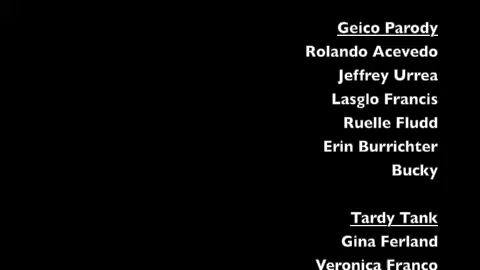 Geico Parody
Rolando Acevedo
Jeffrey Urrea
Lasglo Francis
Ruelle Fludd
Erin Burrichter
Bucky
Tardy Tank
Gina Ferland
Veronica Franco